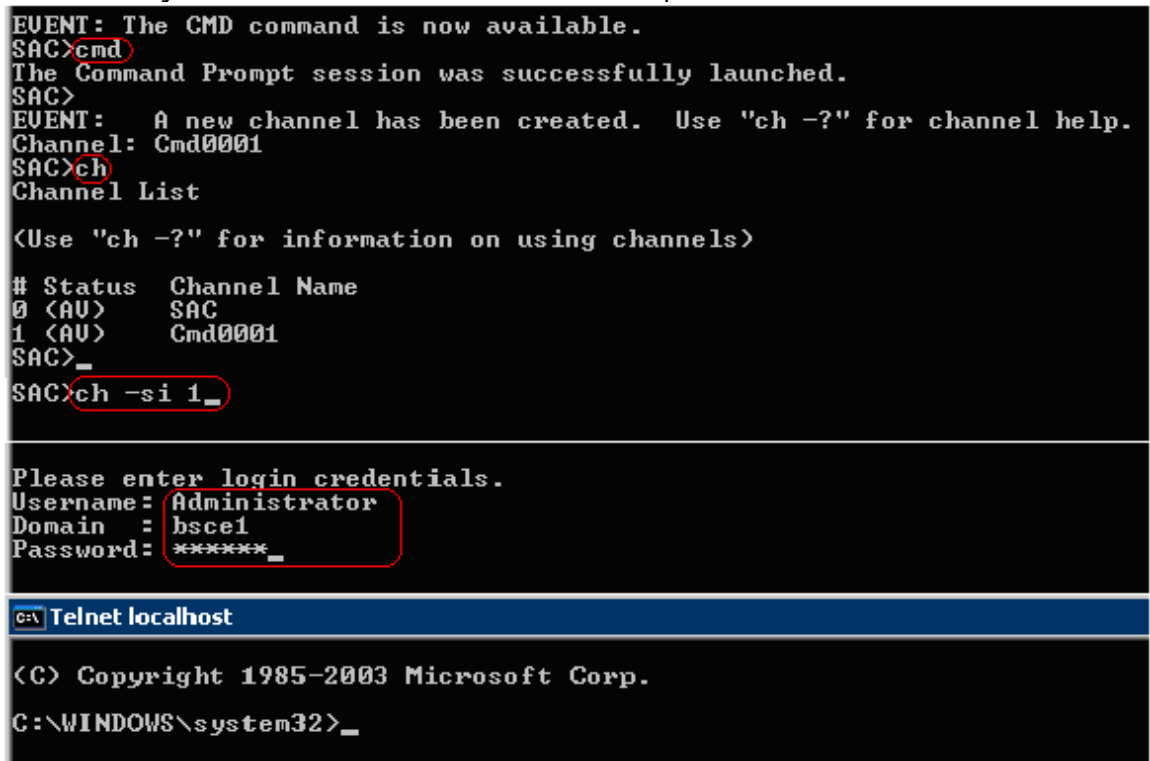 EVENT: The CMD command is now available.
SAC>cmd
The Command Prompt session was successfully launched.
SAC>
EVENT:   A new channel has been created.  Use "ch -?" for channel help.
Channel: Cmd0001
SAC>ch
Channel List
(Use "ch -?" for information on using channels)
# Status  Channel Name
0 (AV)    SAC
1 (AV)    Cmd0001
SAC>_
SAC>ch -si 1_
Please enter login credentials.
Username: Administrator
Domain  : bsce1
Password: ******_
Telnet localhost
(C) Copyright 1985-2003 Microsoft Corp.
C:\WINDOWS\system32>_